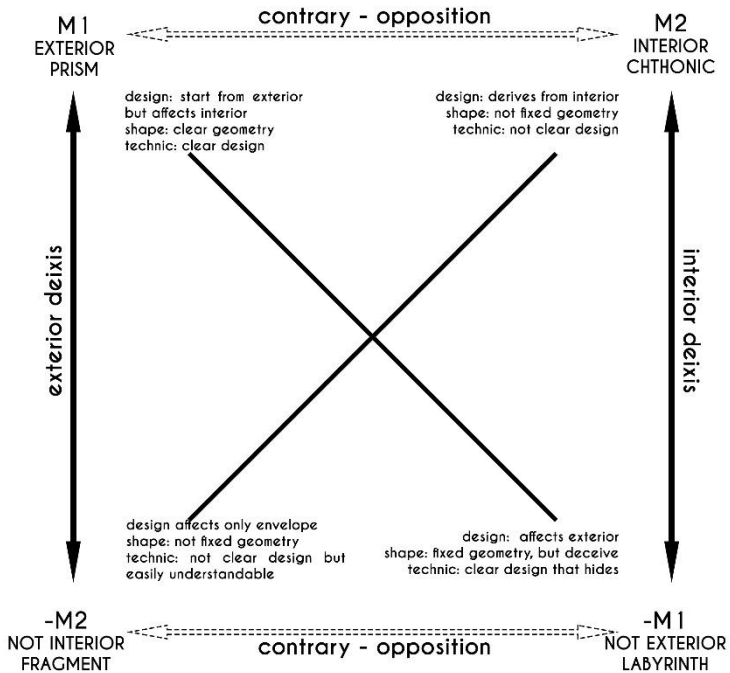 contrary - opposition
M1
EXTERIOR
PRISM
M2
INTERIOR
CHTHONIC
design: start from exterior
but affects interior
shape: clear geometry
technic: clear design
design: derives from interior
shape: not fixed geometry
technic: not clear design
exterior deixis
interior deixis
design affects only envelope
shape: not fixed geometry
technic: not clear design but
easily understandable
design: affects exterior
shape: fixed geometry, but deceive
technic: clear design that hides
-M2
NOT INTERIOR
FRAGMENT
-M1
NOT EXTERIOR
LABYRINTH
contrary - opposition